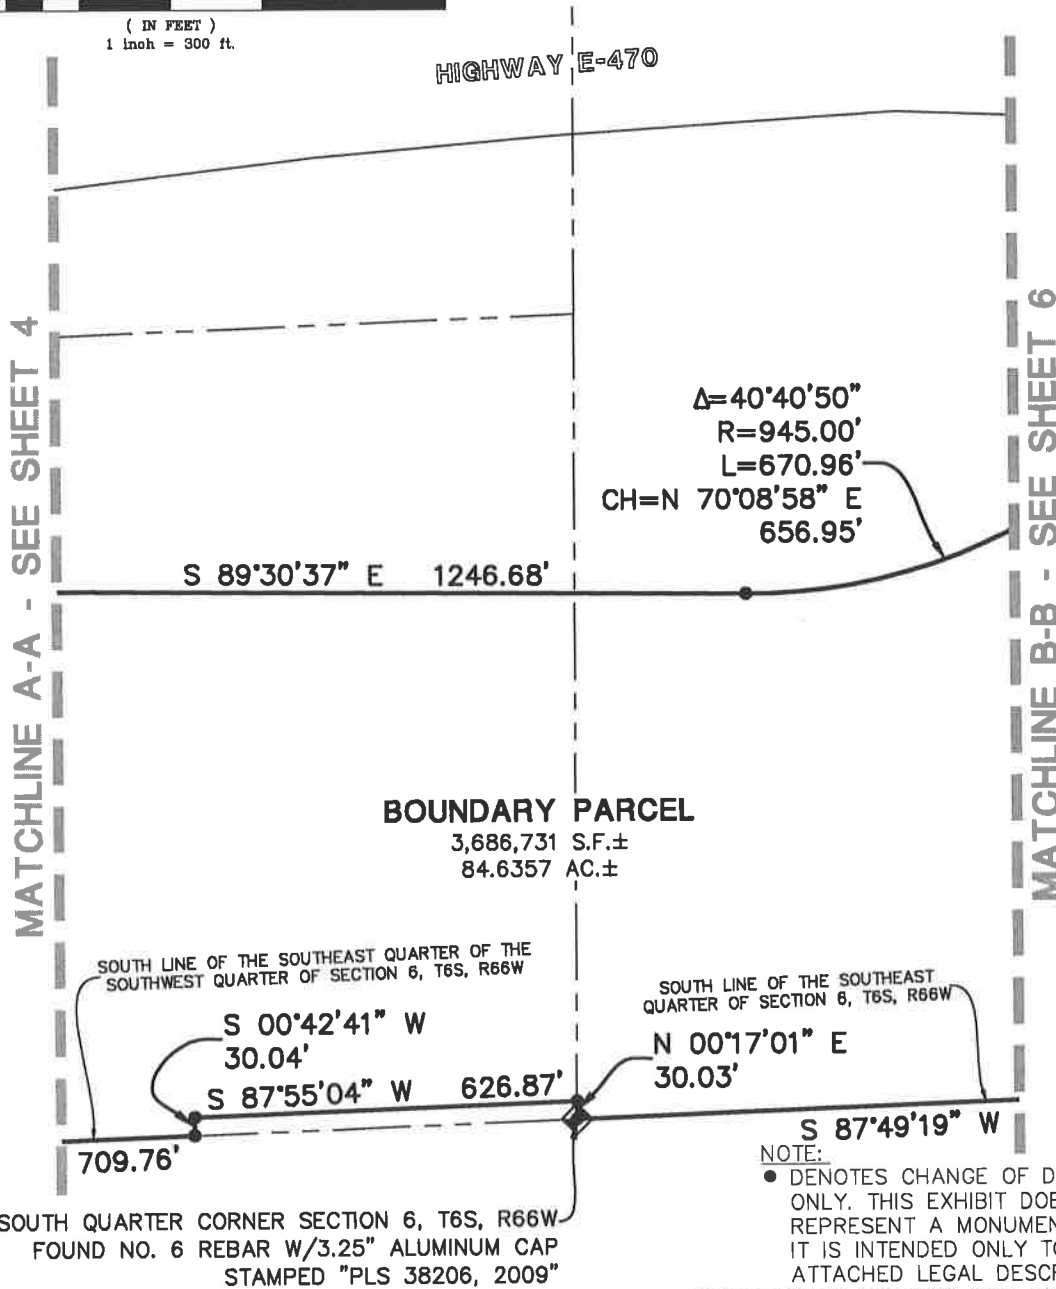 ( IN FEET )
1 inch = 300 ft.
HIGHWAY E-470
MATCHLINE A-A - SEE SHEET 4
MATCHLINE B-B - SEE SHEET 6
Δ=40°40'50"
R=945.00'
L=670.96'
CH=N 70°08'58" E
656.95'
S 89°30'37" E 1246.68'
BOUNDARY PARCEL
3,686,731 S.F.±
84.6357 AC.±
SOUTH LINE OF THE SOUTHEAST QUARTER OF THE
SOUTHWEST QUARTER OF SECTION 6, T6S, R66W
SOUTH LINE OF THE SOUTHEAST
QUARTER OF SECTION 6, T6S, R66W
S 00°42'41" W
30.04'
N 00°17'01" E
30.03'
S 87°55'04" W 626.87'
S 87°49'19" W
709.76'
NOTE:
● DENOTES CHANGE OF D
ONLY. THIS EXHIBIT DOE
REPRESENT A MONUMEN
IT IS INTENDED ONLY TO
ATTACHED LEGAL DESCR
SOUTH QUARTER CORNER SECTION 6, T6S, R66W
FOUND NO. 6 REBAR W/3.25" ALUMINUM CAP
STAMPED "PLS 38206, 2009"